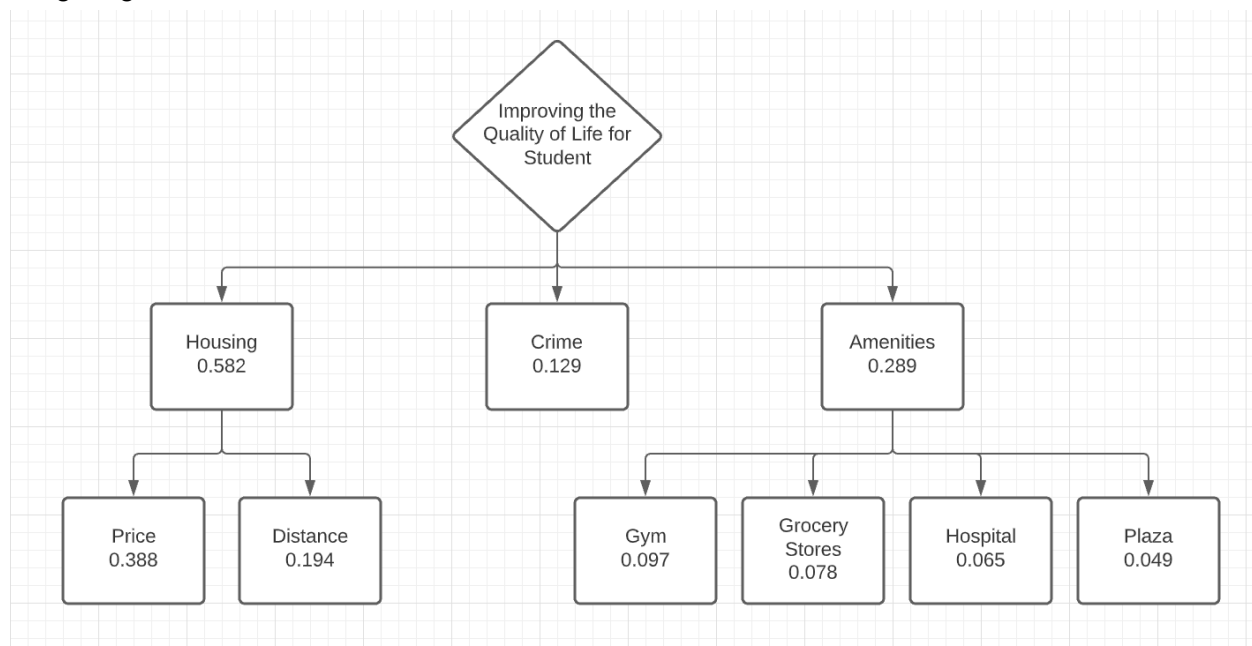 Improving the
Quality of Life for
Student
Housing
0.582
Crime
0.129
Amenities
0.289
Price
0.388
Distance
0.194
Gym
0.097
Grocery
Stores
0.078
Hospital
0.065
Plaza
0.049